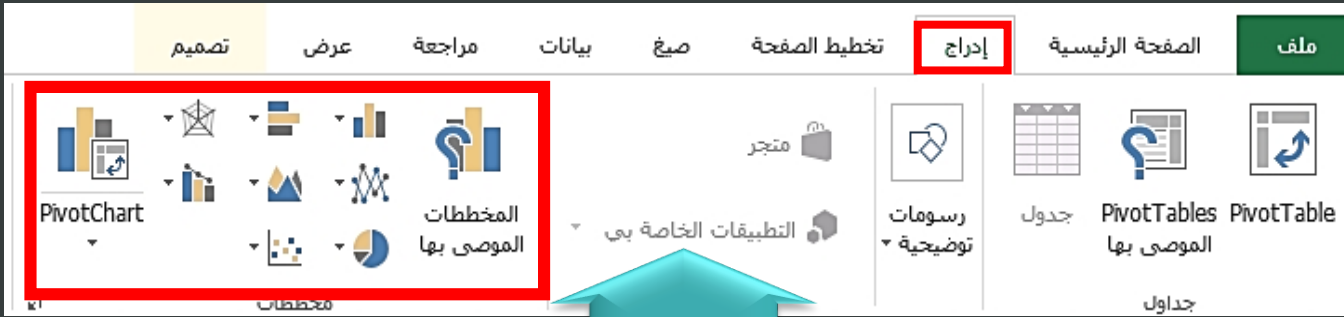 ملف
الصفحة الرئيسية
إدراج
تخطيط الصفحة
صيغ
بيانات
مراجعة
عرض
تصميم
PivotTable
PivotTables
الموصى بها
جدول
جداول
رسومات
توضيحية
متجر
التطبيقات الخاصة بي
المخططات
الموصى بها
PivotChart
مخططات